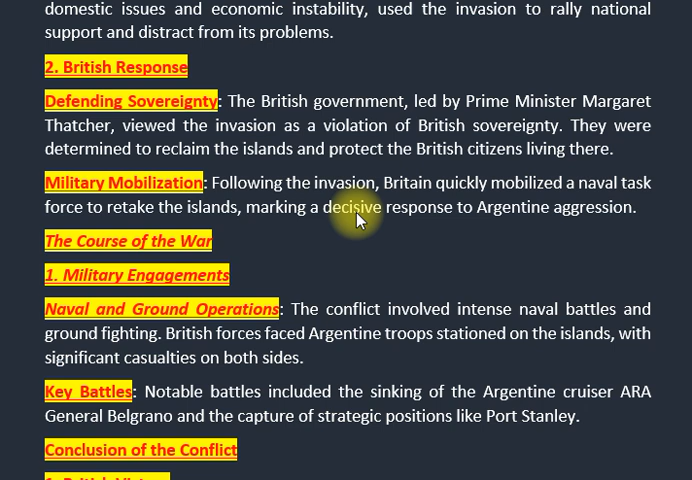 domestic issues and economic instability, used the invasion to rally national
support and distract from its problems.
2. British Response
Defending Sovereignty: The British government, led by Prime Minister Margaret
Thatcher, viewed the invasion as a violation of British sovereignty. They were
determined to reclaim the islands and protect the British citizens living there.
Military Mobilization: Following the invasion, Britain quickly mobilized a naval task
force to retake the islands, marking a decisive response to Argentine aggression.
The Course of the War
1. Military Engagements
Naval and Ground Operations: The conflict involved intense naval battles and
ground fighting. British forces faced Argentine troops stationed on the islands, with
significant casualties on both sides.
Key Battles: Notable battles included the sinking of the Argentine cruiser ARA
General Belgrano and the capture of strategic positions like Port Stanley.
Conclusion of the Conflict